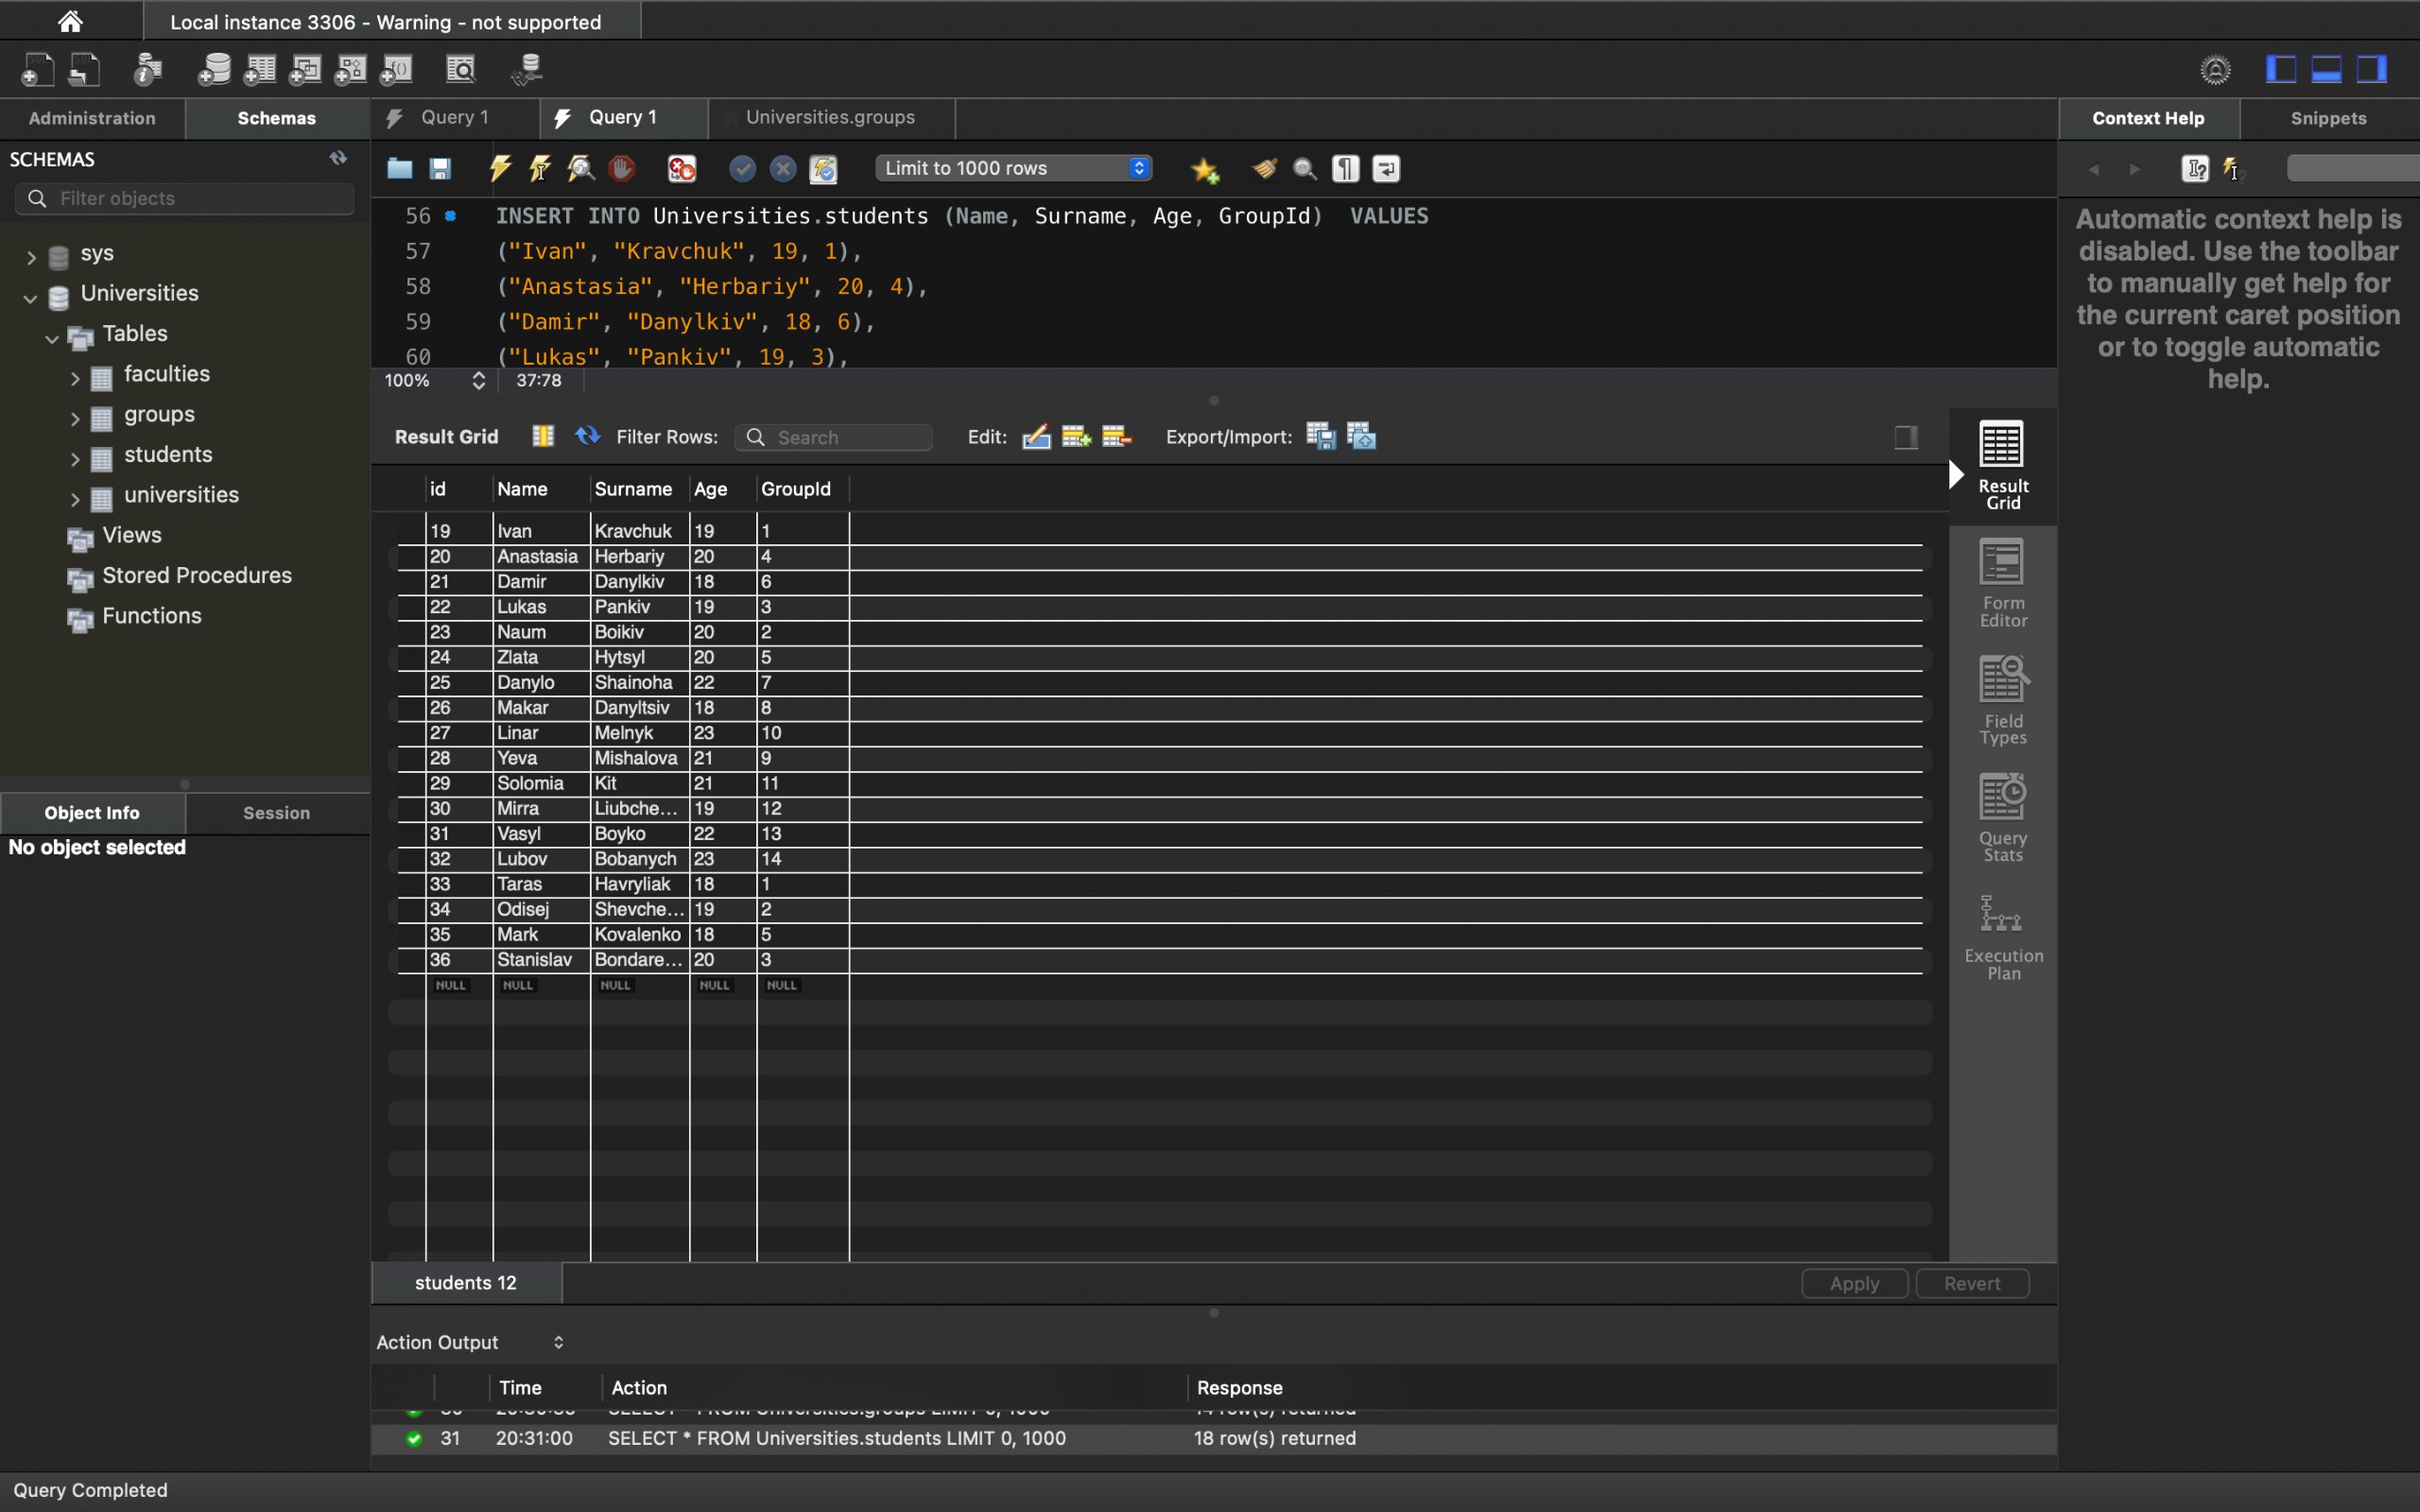 Local instance 3306 - Warning - not supported
Administration
Schemas
Query 1
Query 1
Universities.groups
Context Help
Snippets
SCHEMAS
Limit to 1000 rows
Filter objects
sys
Universities
Tables
faculties
groups
students
universities
Views
Stored Procedures
Functions
56 INSERT INTO Universities.students (Name, Surname, Age, GroupId)  VALUES
57 ("Ivan", "Kravchuk", 19, 1),
58 ("Anastasia", "Herbariy", 20, 4),
59 ("Damir", "Danylkiv", 18, 6),
60 ("Lukas", "Pankiv", 19, 3),
100% 37:78
Automatic context help is
disabled. Use the toolbar
to manually get help for
the current caret position
or to toggle automatic
help.
Result Grid Filter Rows: Search Edit: Export/Import:
id Name Surname Age GroupId
19 Ivan Kravchuk 19 1
20 Anastasia Herbariy 20 4
21 Damir Danylkiv 18 6
22 Lukas Pankiv 19 3
23 Naum Boikiv 20 2
24 Zlata Hytsyl 20 5
25 Danylo Shainoha 22 7
26 Makar Danyltsiv 18 8
27 Linar Melnyk 23 10
28 Yeva Mishalova 21 9
29 Solomia Kit 21 11
30 Mirra Liubche... 19 12
31 Vasyl Boyko 22 13
32 Lubov Bobanych 23 14
33 Taras Havryliak 18 1
34 Odisej Shevche... 19 2
35 Mark Kovalenko 18 5
36 Stanislav Bondare... 20 3
NULL NULL NULL NULL NULL
Result
Grid
Form
Editor
Field
Types
Query
Stats
Execution
Plan
Object Info
Session
No object selected
students 12
Apply
Revert
Action Output
Time Action Response
31 20:31:00 SELECT * FROM Universities.students LIMIT 0, 1000 18 row(s) returned
Query Completed